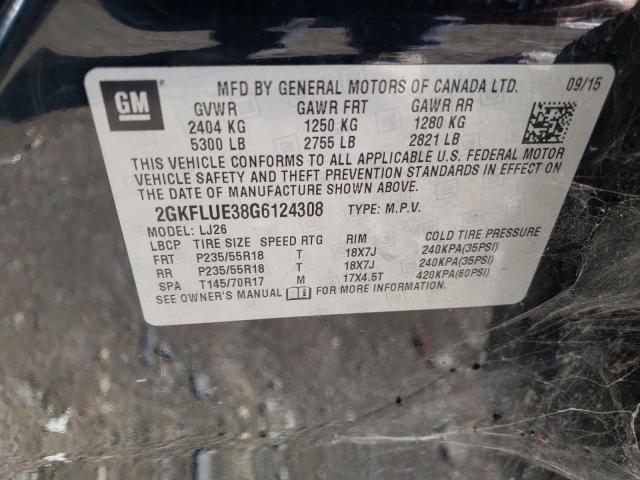 GM
MFD BY GENERAL MOTORS OF CANADA LTD. 09/15
GVWR GAWR FRT GAWR RR
2404 KG 1250 KG 1280 KG
5300 LB 2755 LB 2821 LB
THIS VEHICLE CONFORMS TO ALL APPLICABLE U.S. FEDERAL MOTOR
VEHICLE SAFETY AND THEFT PREVENTION STANDARDS IN EFFECT ON
THE DATE OF MANUFACTURE SHOWN ABOVE.
2GKFLUE38G6124308 TYPE: M.P.V.
MODEL: LJ26
LBCP TIRE SIZE SPEED RTG RIM COLD TIRE PRESSURE
FRT P235/55R18 T 18X7J 240KPA(35PSI)
RR P235/55R18 T 18X7J 240KPA(35PSI)
SPA T145/70R17 M 17X4.5T 420KPA(60PSI)
SEE OWNER'S MANUAL FOR MORE INFORMATION.